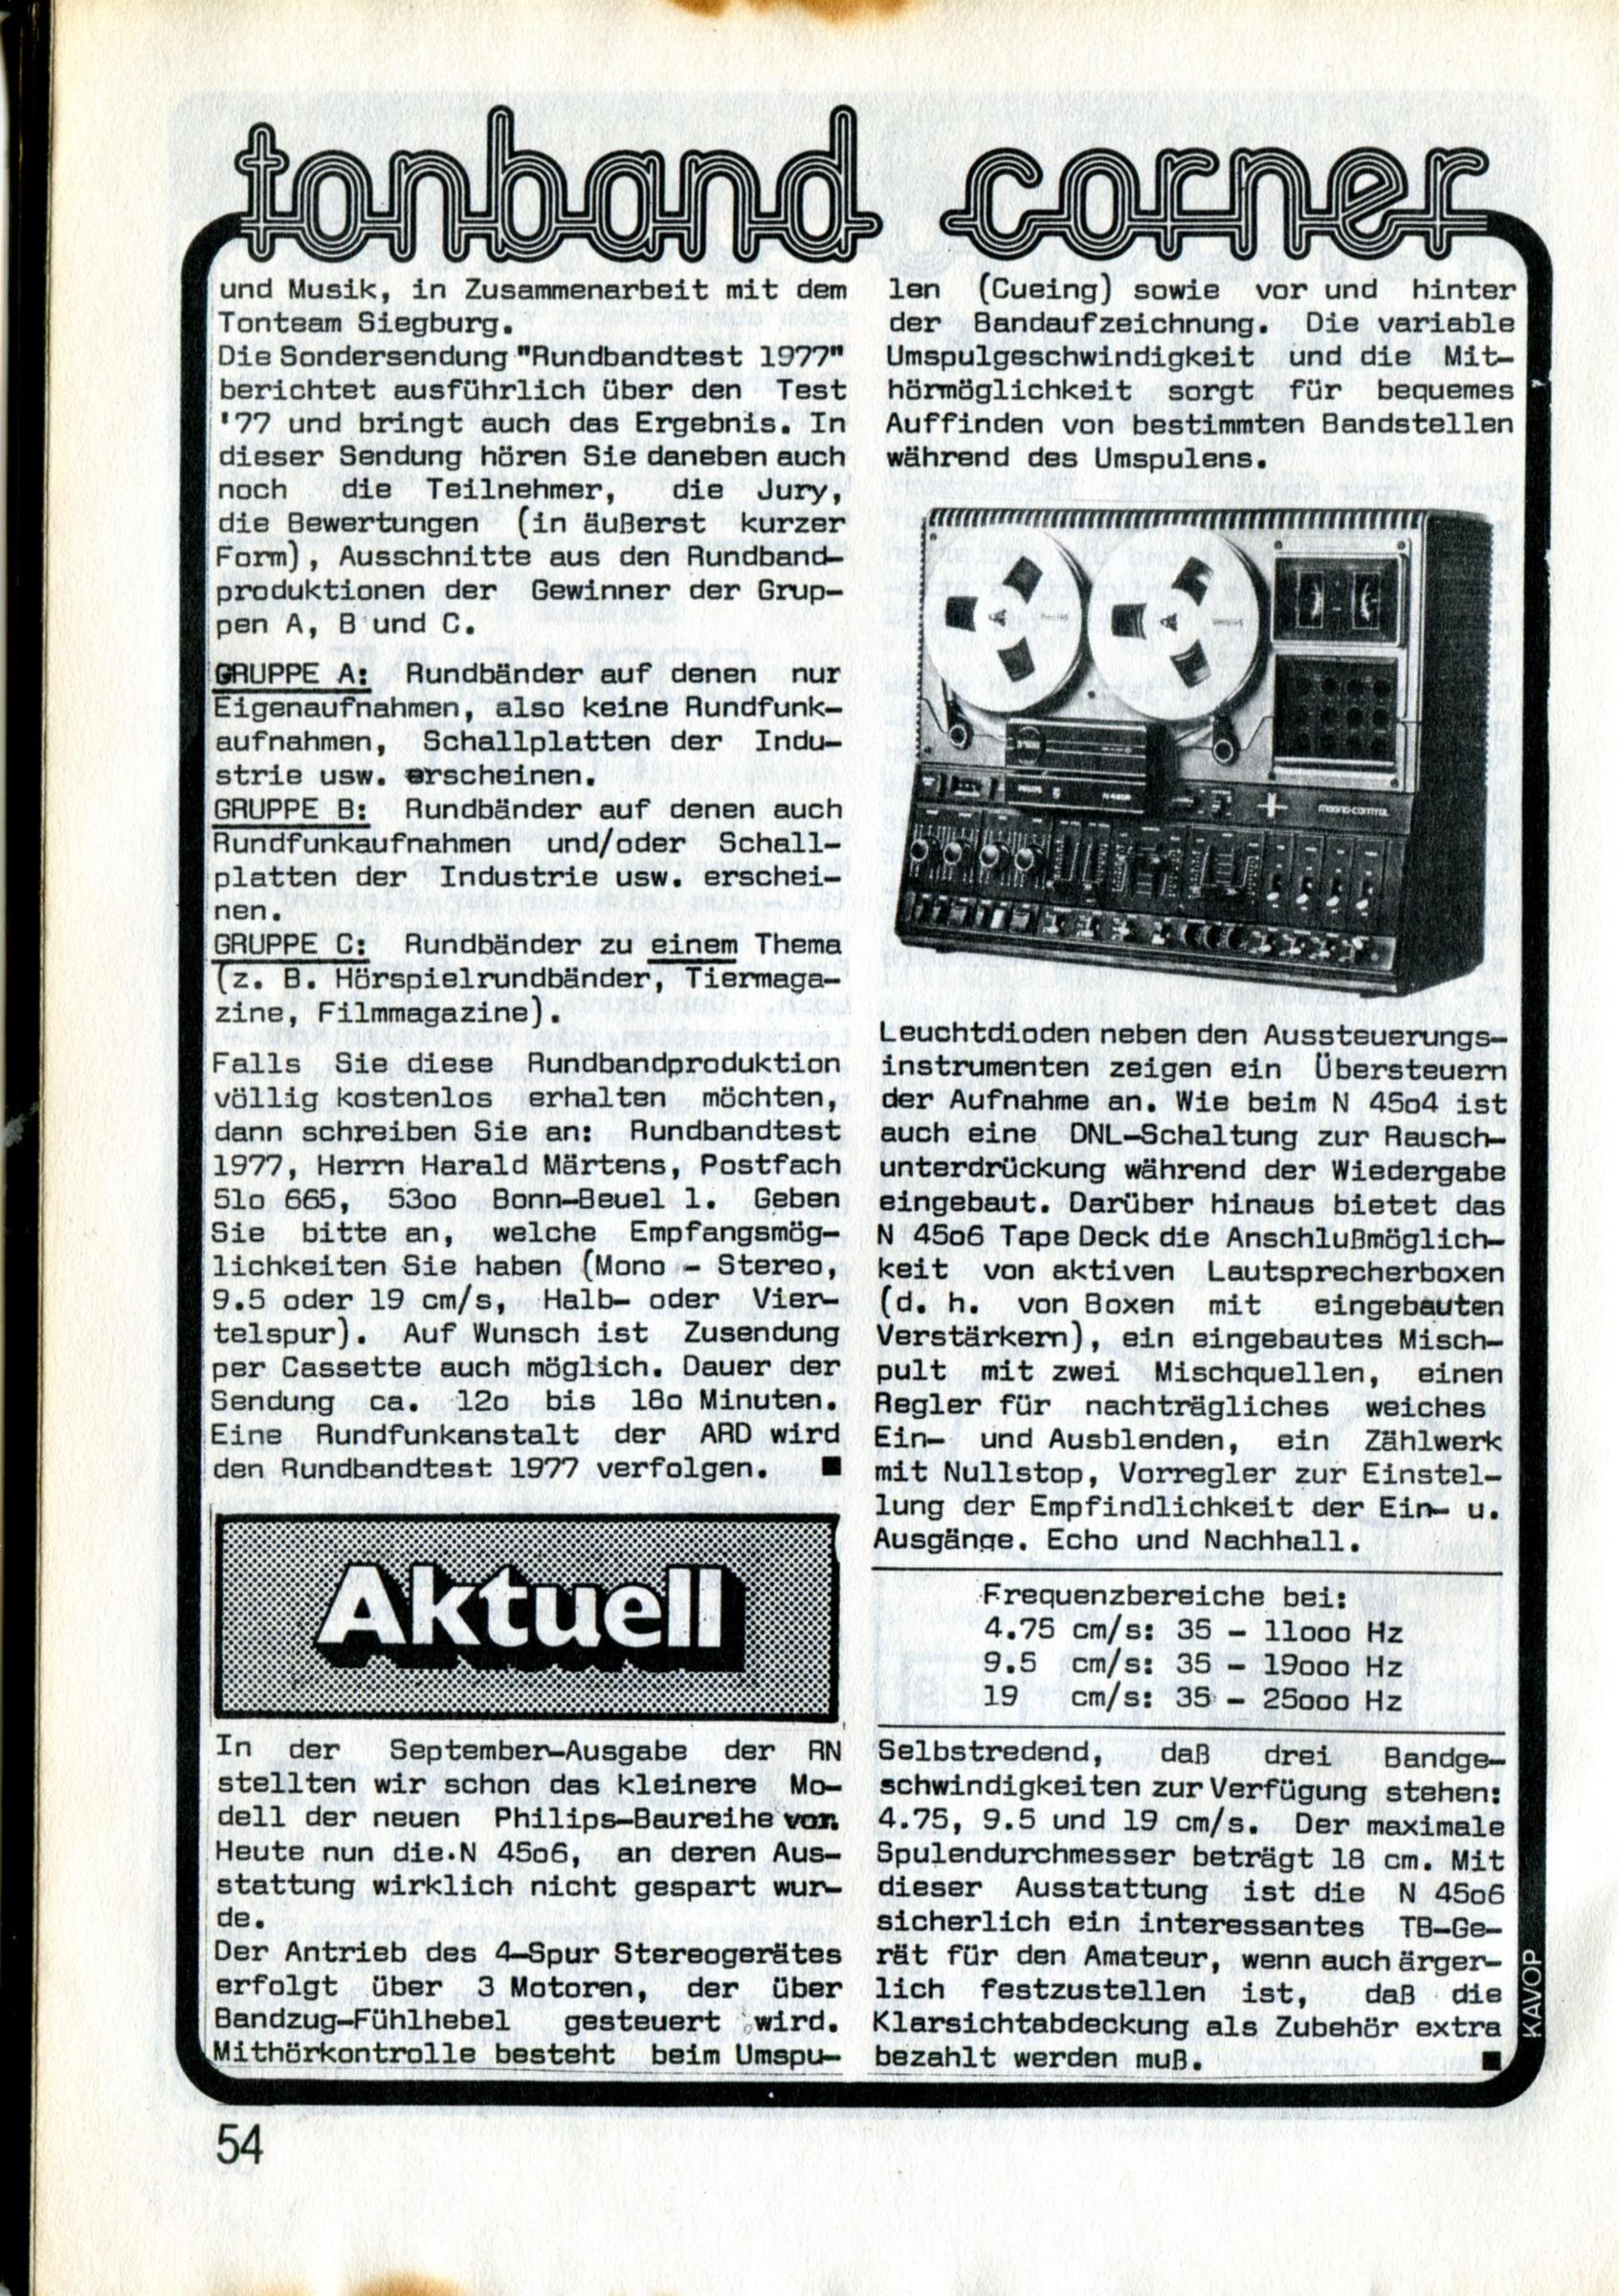 tonband corner
und Musik, in Zusammenarbeit mit dem
Tonteam Siegburg.
Die Sondersendung "Rundbandtest 1977"
berichtet ausführlich über den Test
'77 und bringt auch das Ergebnis. In
dieser Sendung hören Sie daneben auch
noch die Teilnehmer, die Jury,
die Bewertungen (in äußerst kurzer
Form), Ausschnitte aus den Rundband-
produktionen der Gewinner der Grup-
pen A, B und C.
GRUPPE A: Rundbänder auf denen nur
Eigenaufnahmen, also keine Rundfunk-
aufnahmen, Schallplatten der Indu-
strie usw. erscheinen.
GRUPPE B: Rundbänder auf denen auch
Rundfunkaufnahmen und/oder Schall-
platten der Industrie usw. erschei-
nen.
GRUPPE C: Rundbänder zu einem Thema
(z. B. Hörspielrundbänder, Tiermaga-
zine, Filmmagazine).
Falls Sie diese Rundbandproduktion
völlig kostenlos erhalten möchten,
dann schreiben Sie an: Rundbandtest
1977, Herrn Harald Märtens, Postfach
51o 665, 53oo Bonn-Beuel 1. Geben
Sie bitte an, welche Empfangsmög-
lichkeiten Sie haben (Mono - Stereo,
9.5 oder 19 cm/s, Halb- oder Vier-
telspur). Auf Wunsch ist Zusendung
per Cassette auch möglich. Dauer der
Sendung ca. 12o bis 18o Minuten.
Eine Rundfunkanstalt der ARD wird
den Rundbandtest 1977 verfolgen. ■
Aktuell
In der September-Ausgabe der RN
stellten wir schon das kleinere Mo-
dell der neuen Philips-Baureihe vor.
Heute nun die.N 45o6, an deren Aus-
stattung wirklich nicht gespart wur-
de.
Der Antrieb des 4-Spur Stereogerätes
erfolgt über 3 Motoren, der über
Bandzug-Fühlhebel gesteuert wird.
Mithörkontrolle besteht beim Umspu-
len (Cueing) sowie vor und hinter
der Bandaufzeichnung. Die variable
Umspulgeschwindigkeit und die Mit-
hörmöglichkeit sorgt für bequemes
Auffinden von bestimmten Bandstellen
während des Umspulens.
PHILIPS
Leuchtdioden neben den Aussteuerungs-
instrumenten zeigen ein Übersteuern
der Aufnahme an. Wie beim N 45o4 ist
auch eine DNL-Schaltung zur Rausch-
unterdrückung während der Wiedergabe
eingebaut. Darüber hinaus bietet das
N 45o6 Tape Deck die Anschlußmöglich-
keit von aktiven Lautsprecherboxen
(d. h. von Boxen mit eingebauten
Verstärkern), ein eingebautes Misch-
pult mit zwei Mischquellen, einen
Regler für nachträgliches weiches
Ein- und Ausblenden, ein Zählwerk
mit Nullstop, Vorregler zur Einstel-
lung der Empfindlichkeit der Ein- u.
Ausgänge. Echo und Nachhall.
Frequenzbereiche bei:
4.75 cm/s: 35 - 11ooo Hz
9.5 cm/s: 35 - 19ooo Hz
19 cm/s: 35 - 25ooo Hz
Selbstredend, daß drei Bandge-
schwindigkeiten zur Verfügung stehen:
4.75, 9.5 und 19 cm/s. Der maximale
Spulendurchmesser beträgt 18 cm. Mit
dieser Ausstattung ist die N 45o6
sicherlich ein interessantes TB-Ge-
rät für den Amateur, wenn auch ärger-
lich festzustellen ist, daß die
Klarsichtabdeckung als Zubehör extra
bezahlt werden muß. ■
KAVOP
54